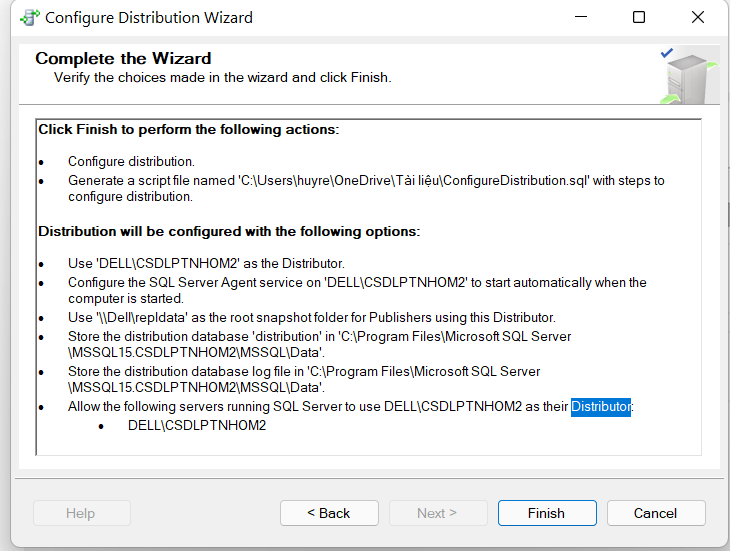 Configure Distribution Wizard
Complete the Wizard
Verify the choices made in the wizard and click Finish.
Click Finish to perform the following actions:
• Configure distribution.
• Generate a script file named 'C:\Users\huyre\OneDrive\Tài liệu\ConfigureDistribution.sql' with steps to
configure distribution.
Distribution will be configured with the following options:
• Use 'DELL\CSDLPTNHOM2' as the Distributor.
• Configure the SQL Server Agent service on 'DELL\CSDLPTNHOM2' to start automatically when the
computer is started.
• Use '\\Dell\repldata' as the root snapshot folder for Publishers using this Distributor.
• Store the distribution database 'distribution' in 'C:\Program Files\Microsoft SQL Server
\MSSQL15.CSDLPTNHOM2\MSSQL\Data'.
• Store the distribution database log file in 'C:\Program Files\Microsoft SQL Server
\MSSQL15.CSDLPTNHOM2\MSSQL\Data'.
• Allow the following servers running SQL Server to use DELL\CSDLPTNHOM2 as their Distributor:
• DELL\CSDLPTNHOM2
Help
< Back
Next >
Finish
Cancel